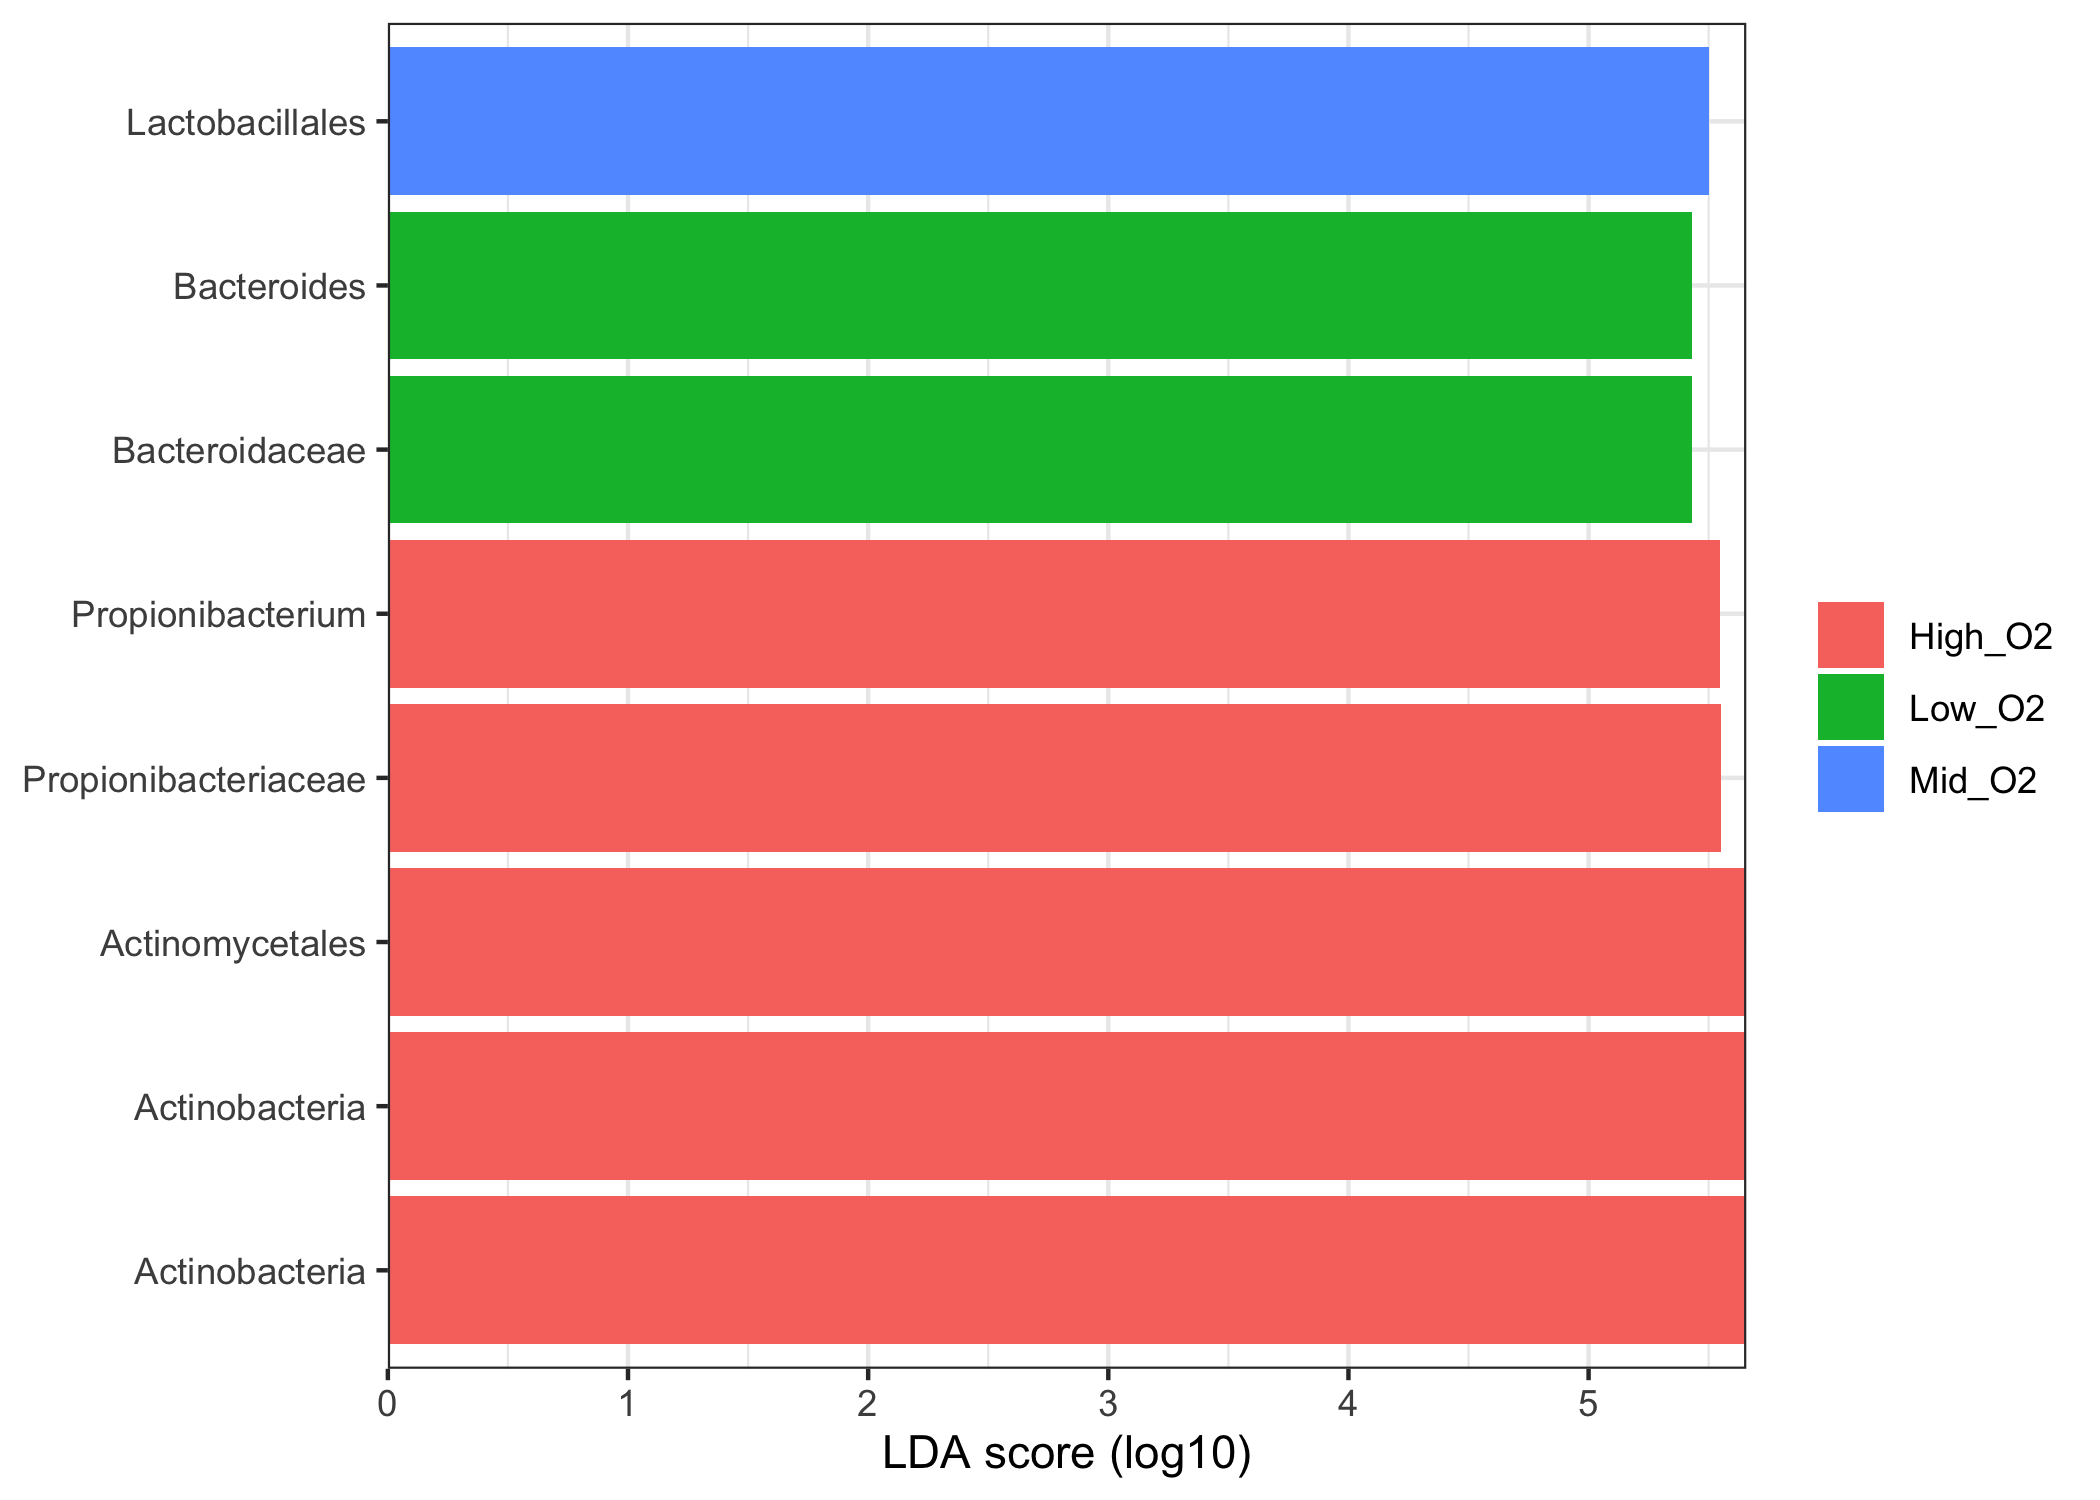 Lactobacillales
Bacteroides
Bacteroidaceae
Propionibacterium
Propionibacteriaceae
Actinomycetales
Actinobacteria
Actinobacteria
0 1 2 3 4 5
LDA score (log10)
High_O2
Low_O2
Mid_O2